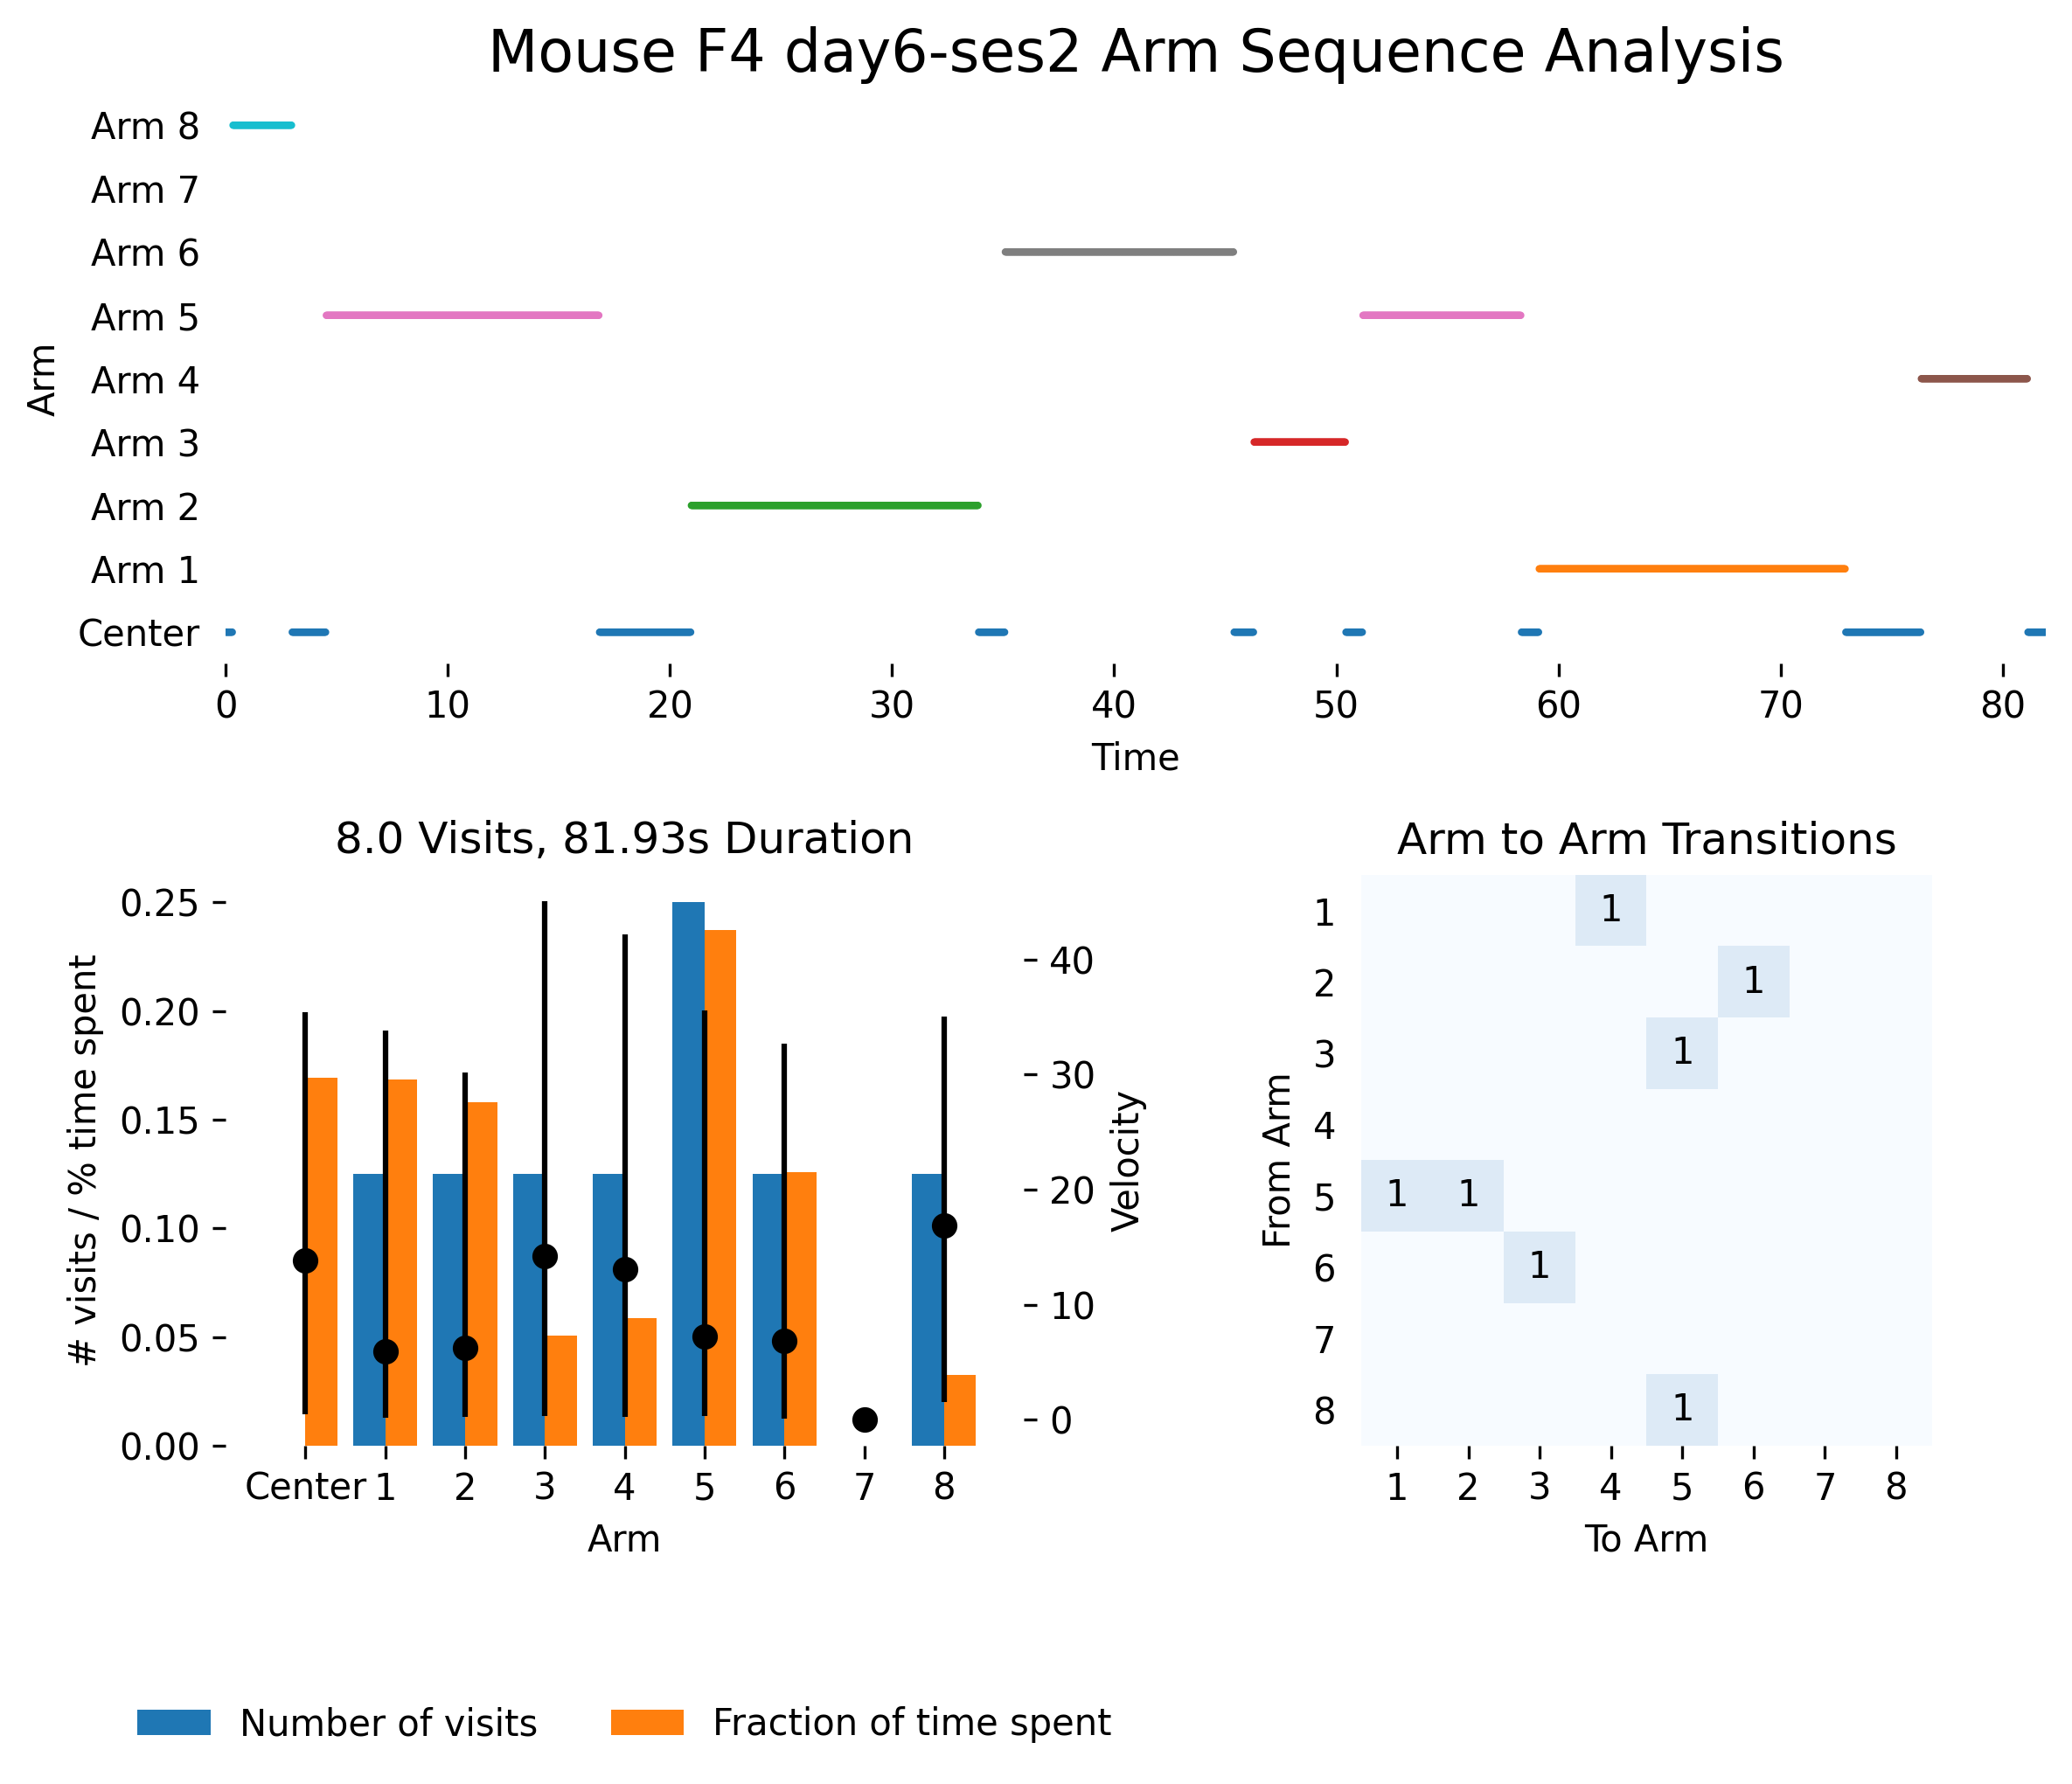 Mouse F4 day6-ses2 Arm Sequence Analysis
Arm
Arm 8
Arm 7
Arm 6
Arm 5
Arm 4
Arm 3
Arm 2
Arm 1
Center
0 10 20 30 40 50 60 70 80
Time
8.0 Visits, 81.93s Duration
# visits / % time spent
0.25
0.20
0.15
0.10
0.05
0.00
Center 1 2 3 4 5 6 7 8
Arm
40
30
20
10
0
Velocity
Arm to Arm Transitions
From Arm
1 1
2 1
3 1
4
5 1 1
6 1
7
8 1
1 2 3 4 5 6 7 8
To Arm
Number of visits
Fraction of time spent